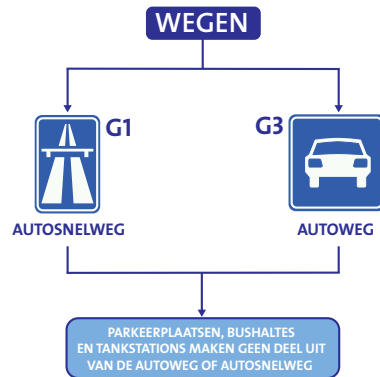 WEGEN
G1
G3
AUTOSNELWEG
AUTOWEG
PARKEERPLAATSEN, BUSHALTES
EN TANKSTATIONS MAKEN GEEN DEEL UIT
VAN DE AUTOWEG OF AUTOSNELWEG